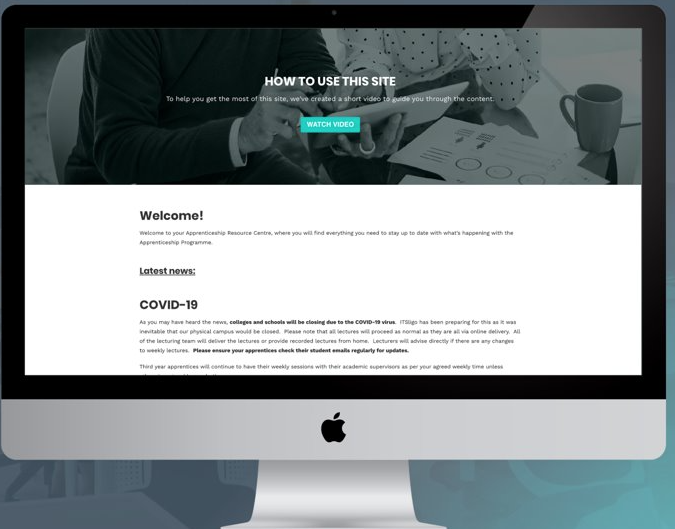 HOW TO USE THIS SITE
To help you get the most of this site, we've created a short video to guide you through the content.
WATCH VIDEO
Welcome!
Welcome to your Apprenticeship Resource Centre, where you will find everything you need to stay up to date with what's happening with the
Apprenticeship Programme.
Latest news:
COVID-19
As you may have heard the news, colleges and schools will be closing due to the COVID-19 virus. ITSligo has been preparing for this as it was
inevitable that our physical campus would be closed. Please note that all lectures will proceed as normal as they are all via online delivery. All
of the lecturing team will deliver the lectures or provide recorded lectures from home. Lecturers will advise directly if there are any changes
to weekly lectures. Please ensure your apprentices check their student emails regularly for updates.
Third year apprentices will continue to have their weekly sessions with their academic supervisors as per your agreed weekly time unless